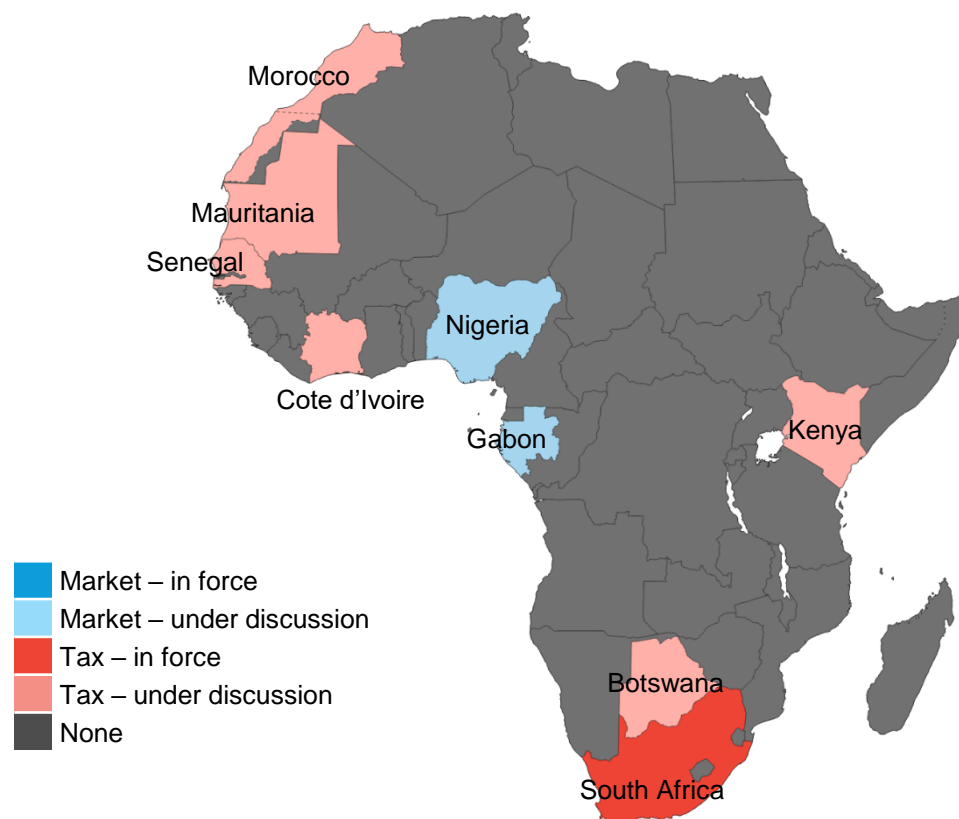 Morocco
Mauritania
Senegal
Nigeria
Cote d’Ivoire
Gabon
Kenya
Market – in force
Market – under discussion
Tax – in force
Tax – under discussion
None
Botswana
South Africa